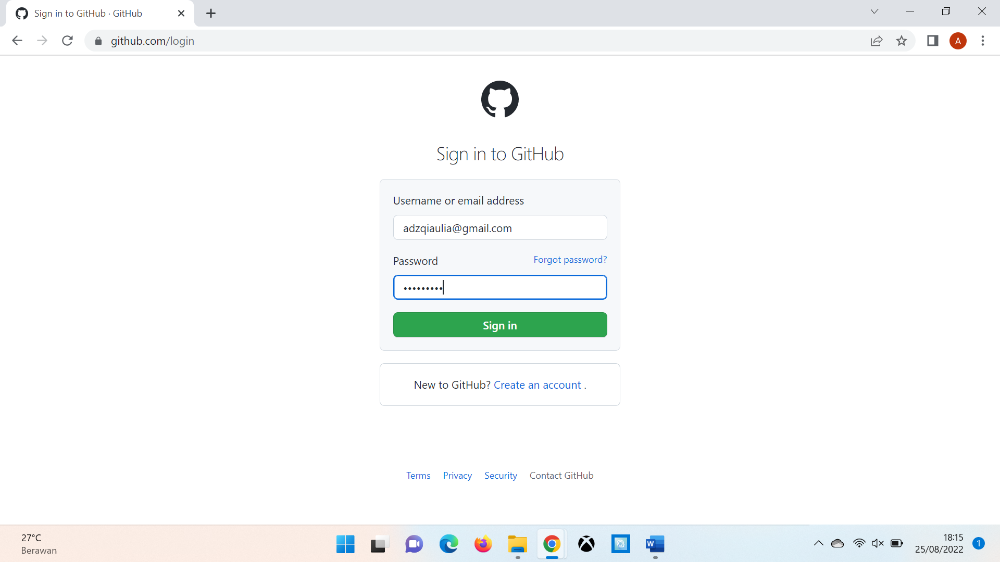 Sign in to GitHub · GitHub
github.com/login
A
Sign in to GitHub
Username or email address
adzqiaulia@gmail.com
Password
Forgot password?
•••••••••
Sign in
New to GitHub? Create an account .
Terms Privacy Security Contact GitHub
27°C
Berawan
W
18:15
25/08/2022
1